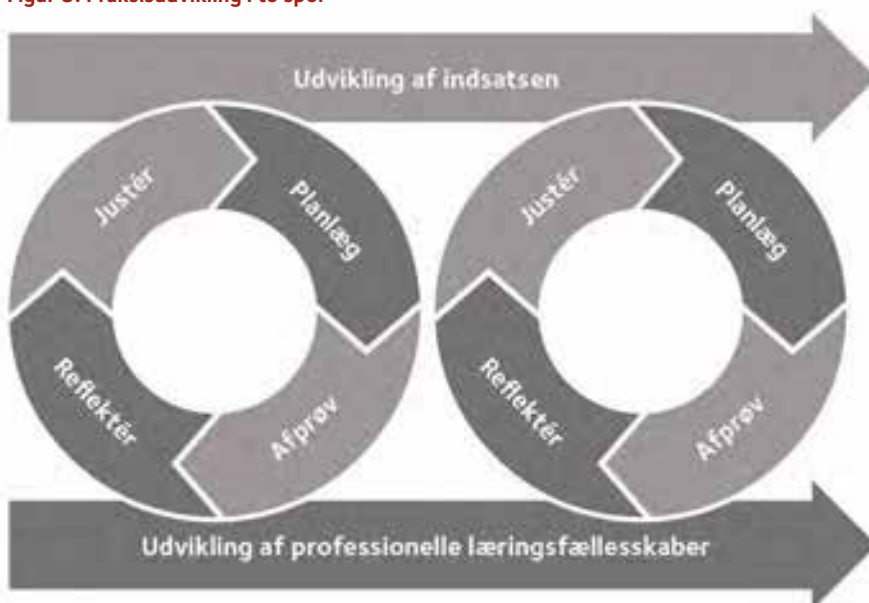 Udvikling af indsatsen
Justér
Planlæg
Reflektér
Afprøv
Justér
Planlæg
Reflektér
Afprøv
Udvikling af professionelle læringsfællesskaber